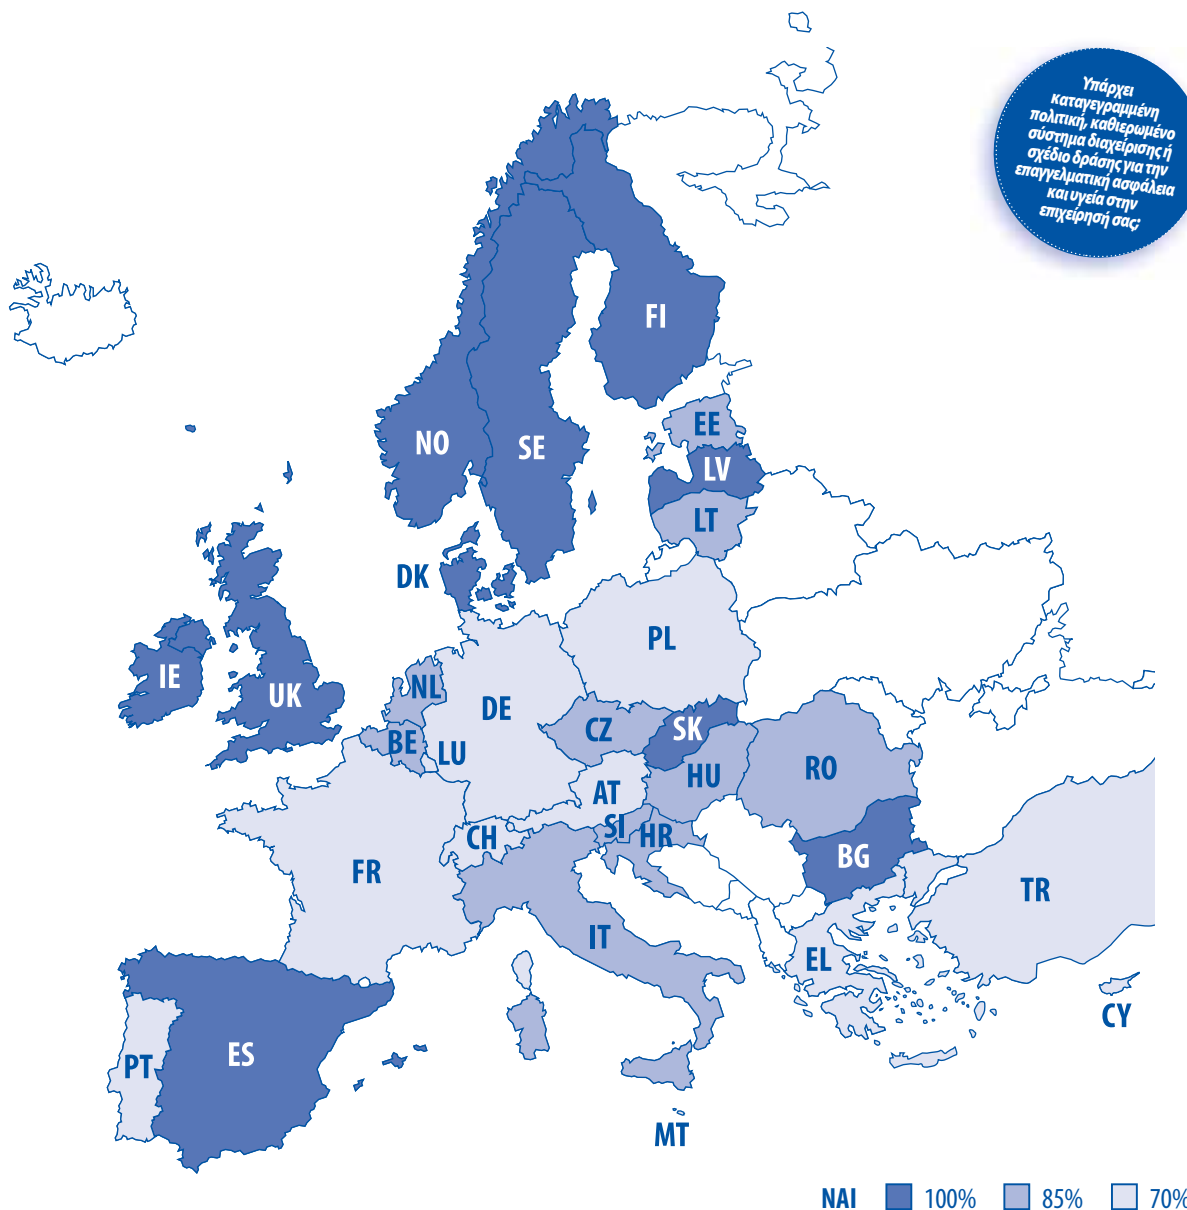 Υπάρχει
καταγεγραμμένη
πολιτική, καθιερωμένο
σύστημα διαχείρισης ή
σχέδιο δράσης για την
επαγγελματική ασφάλεια
και υγεία στην
επιχείρησή σας;
FI
NO
SE
EE
LV
LT
DK
IE
UK
NL
BE
LU
DE
PL
CZ
SK
AT
HU
RO
CH
SI
HR
BG
FR
IT
TR
EL
CY
PT
ES
MT
ΝΑΙ 100% 85% 70%